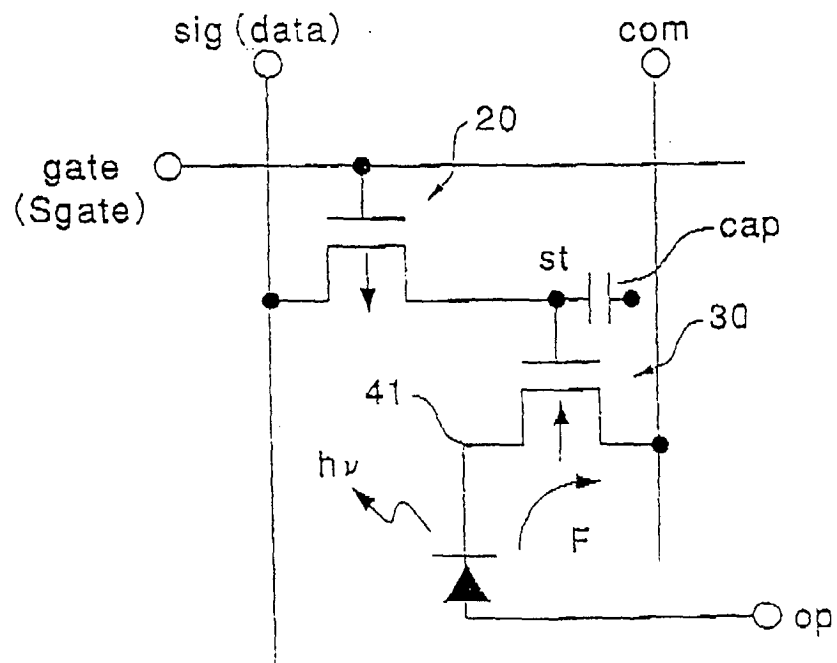 sig (data)
com
20
gate
(Sgate)
cap
st
30
41
hν
F
op